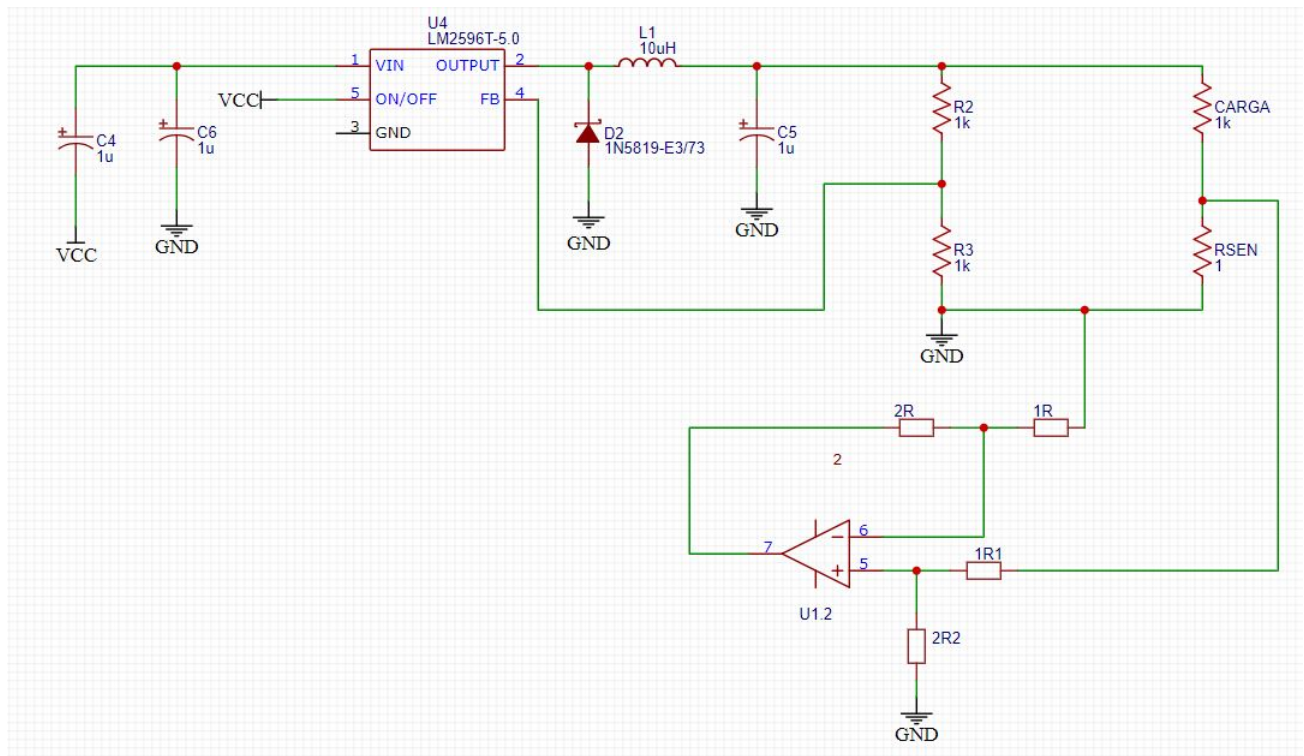 U4
LM2596T-5.0
L1
10uH
1 VIN OUTPUT 2
VCC 5 ON/OFF FB 4
3 GND
C4
1u
C6
1u
D2
1N5819-E3/73
C5
1u
R2
1k
CARGA
1k
VCC
GND
GND
GND
R3
1k
RSEN
1
GND
2R
1R
2
6
7
5
1R1
U1.2
2R2
GND